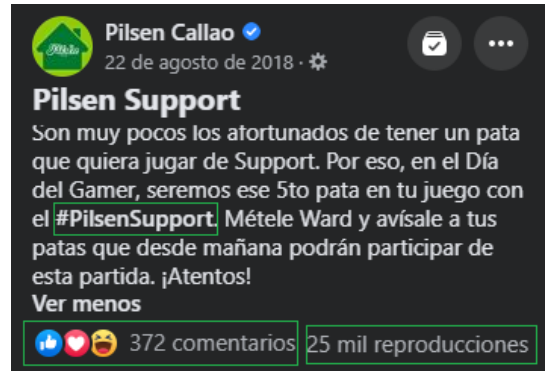 Pilsen Callao
22 de agosto de 2018 ·
Pilsen Support
Son muy pocos los afortunados de tener un pata
que quiera jugar de Support. Por eso, en el Día
del Gamer, seremos ese 5to pata en tu juego con
el #PilsenSupport. Métele Ward y avísale a tus
patas que desde mañana podrán participar de
esta partida. ¡Atentos!
Ver menos
372 comentarios 25 mil reproducciones